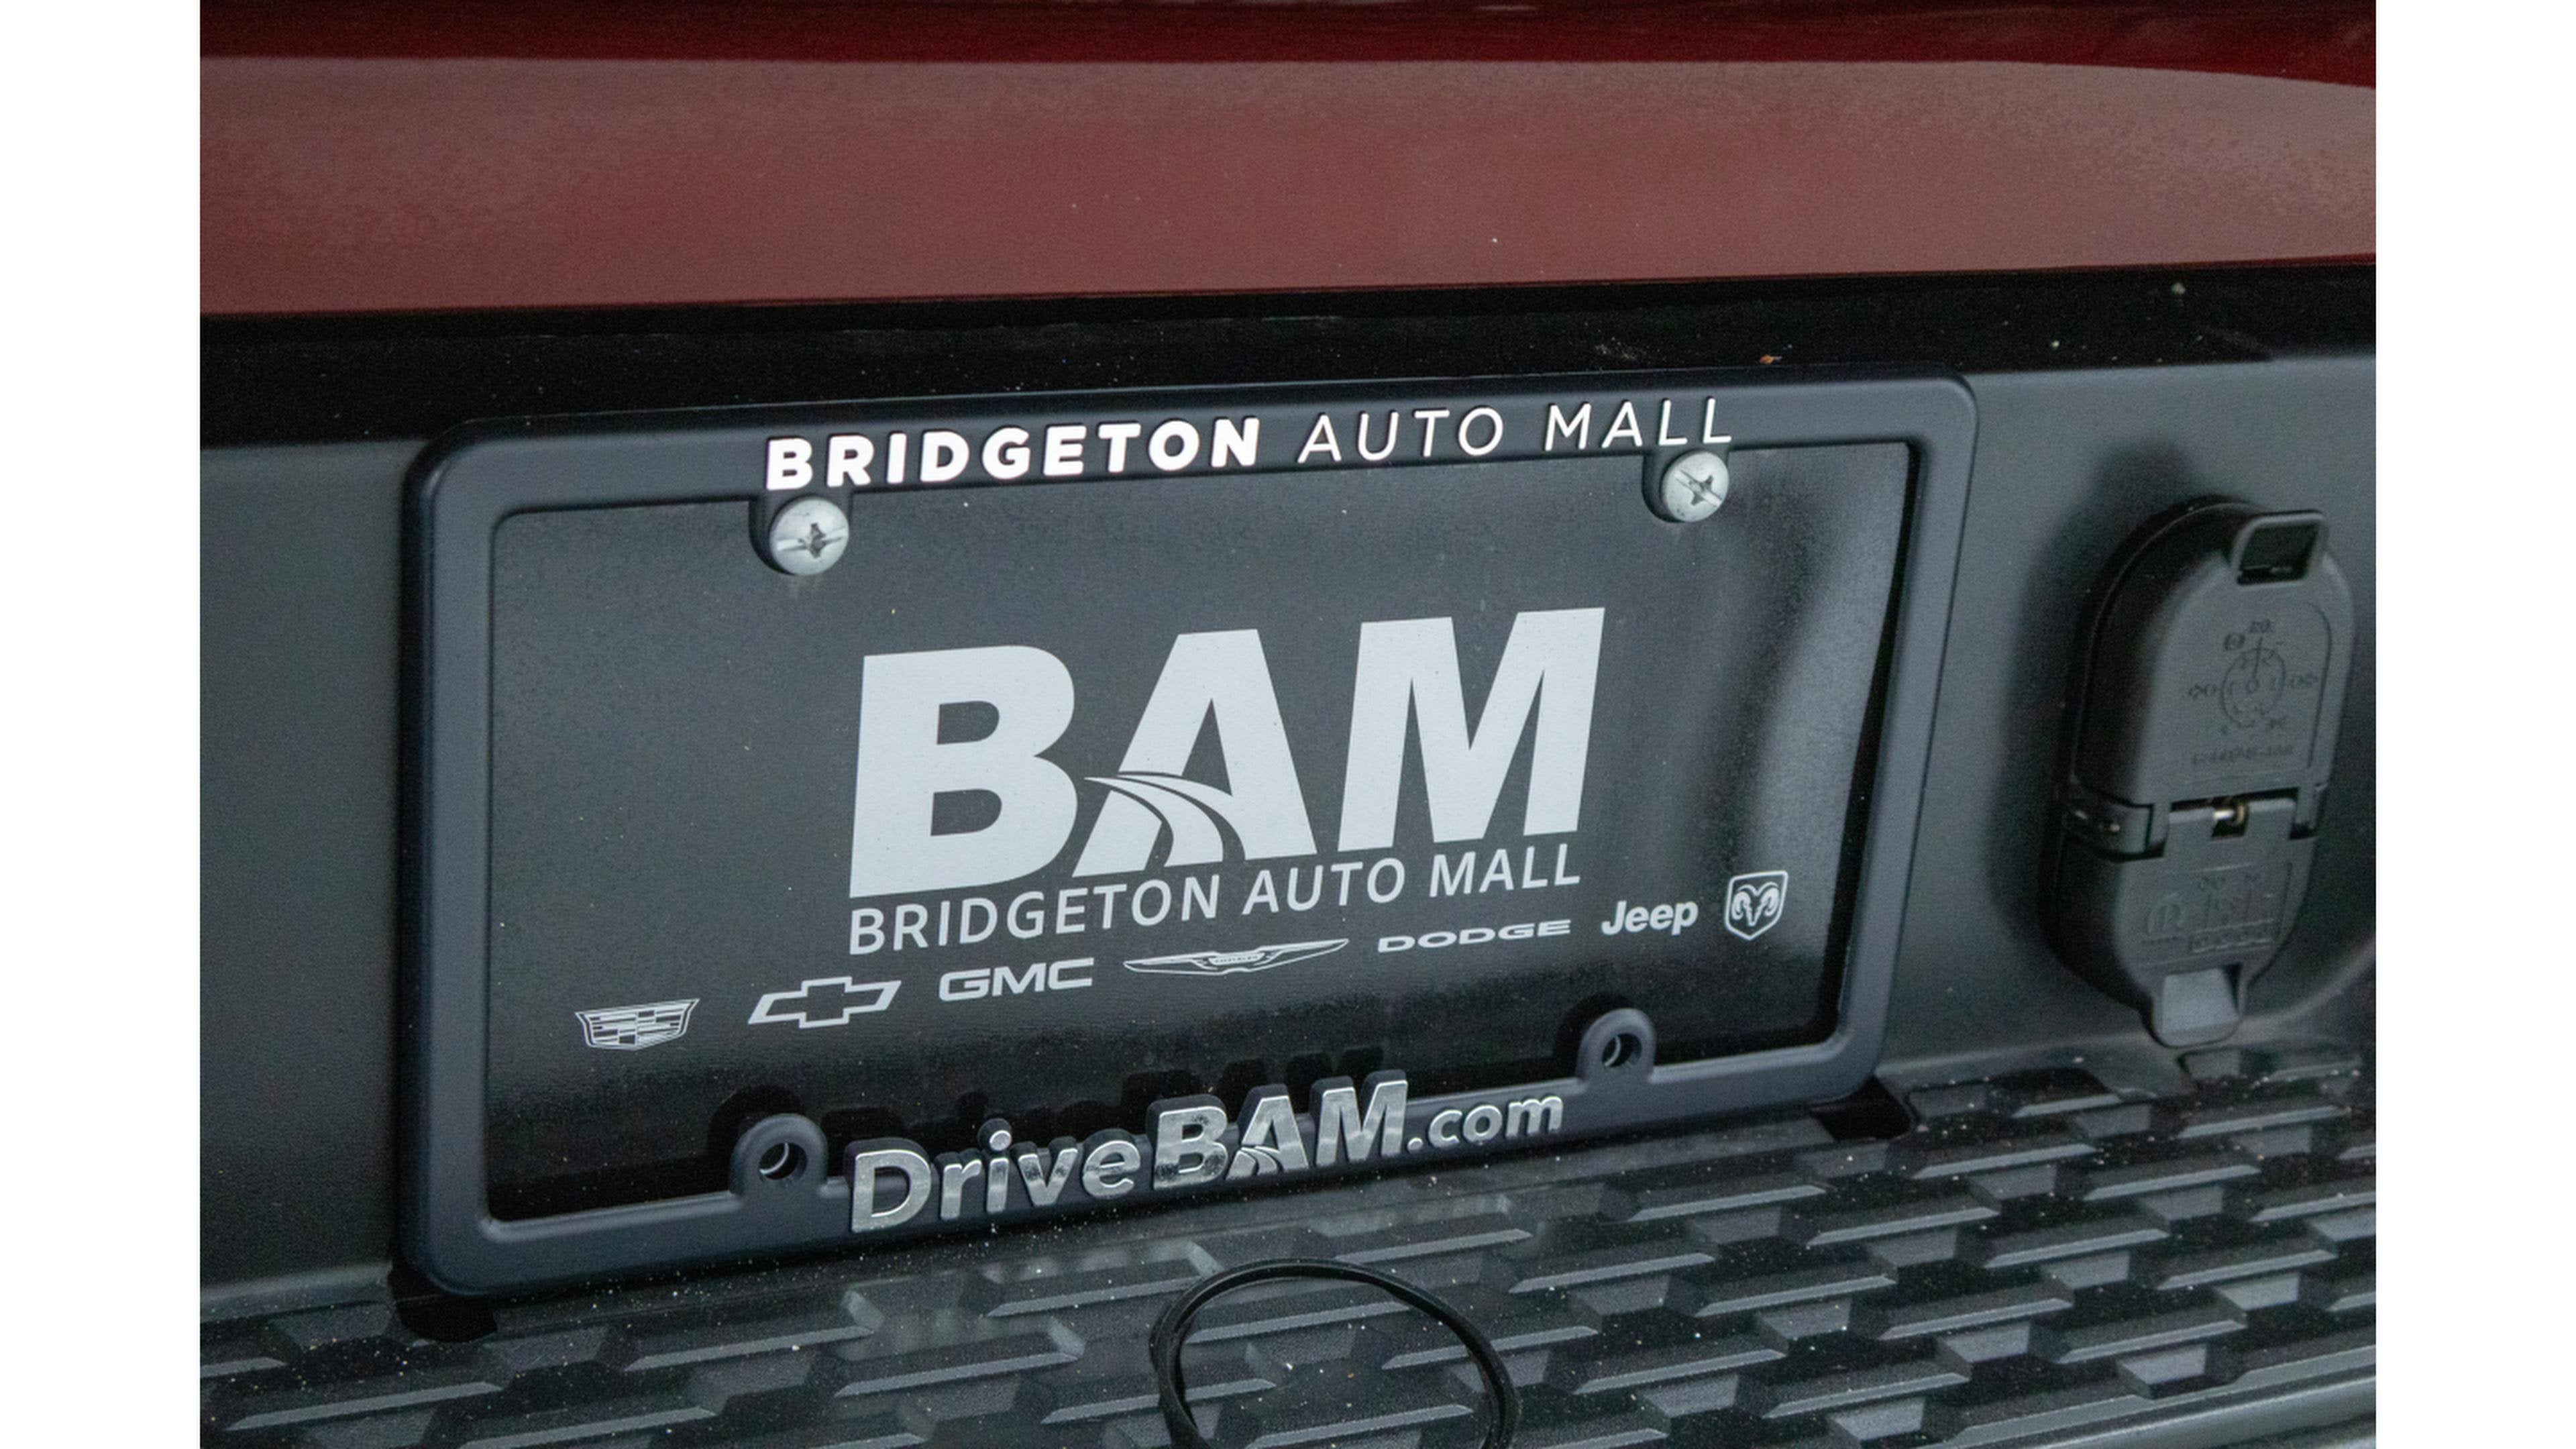 BRIDGETON AUTO MALL
BAM
BRIDGETON AUTO MALL
GMC DODGE Jeep
DriveBAM.com